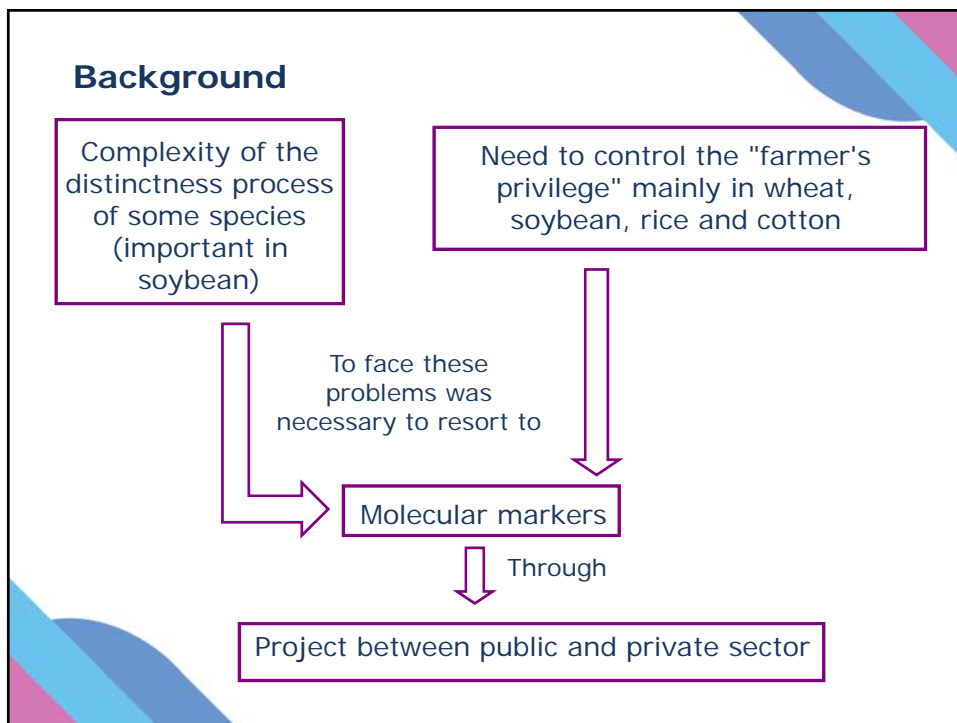 Background
Complexity of the
distinctness process
of some species
(important in
soybean)
Need to control the "farmer's
privilege" mainly in wheat,
soybean, rice and cotton
To face these
problems was
necessary to resort to
Molecular markers
Through
Project between public and private sector